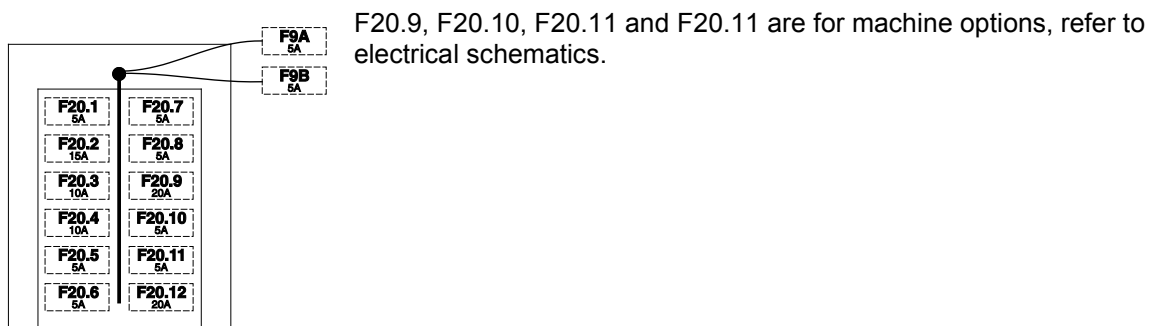 F20.9, F20.10, F20.11 and F20.11 are for machine options, refer to
electrical schematics.
F9A
5A
F9B
5A
F20.1
5A
F20.7
5A
F20.2
15A
F20.8
5A
F20.3
10A
F20.9
20A
F20.4
10A
F20.10
5A
F20.5
5A
F20.11
5A
F20.6
5A
F20.12
20A